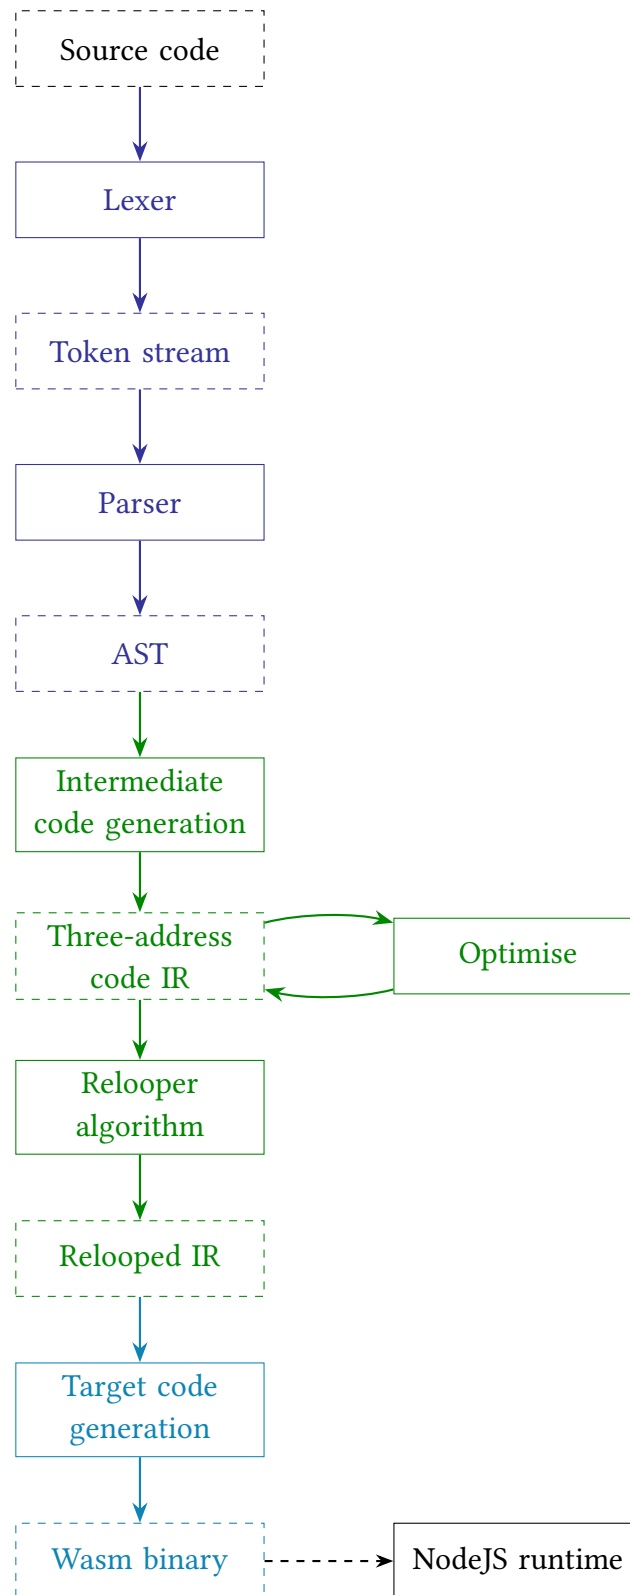 Source code
Lexer
Token stream
Parser
AST
Intermediate
code generation
Three-address
code IR
Optimise
Relooper
algorithm
Relooped IR
Target code
generation
Wasm binary
NodeJS runtime